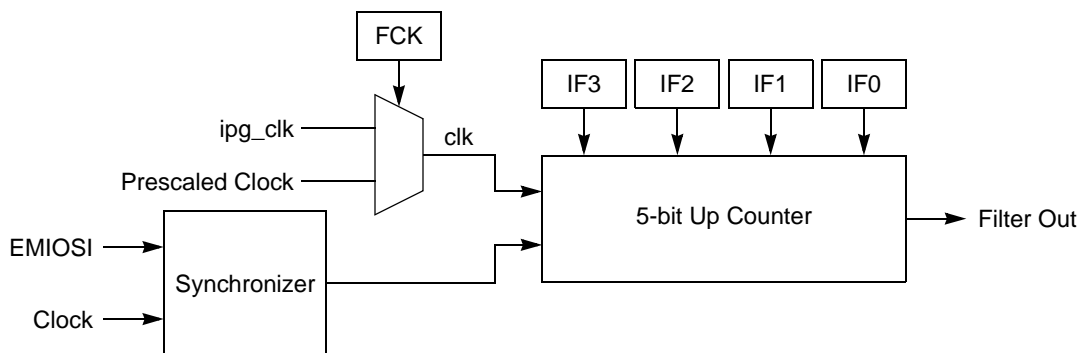 FCK
IF3
IF2
IF1
IF0
ipg_clk
clk
Prescaled Clock
5-bit Up Counter
Filter Out
EMIOSI
Synchronizer
Clock